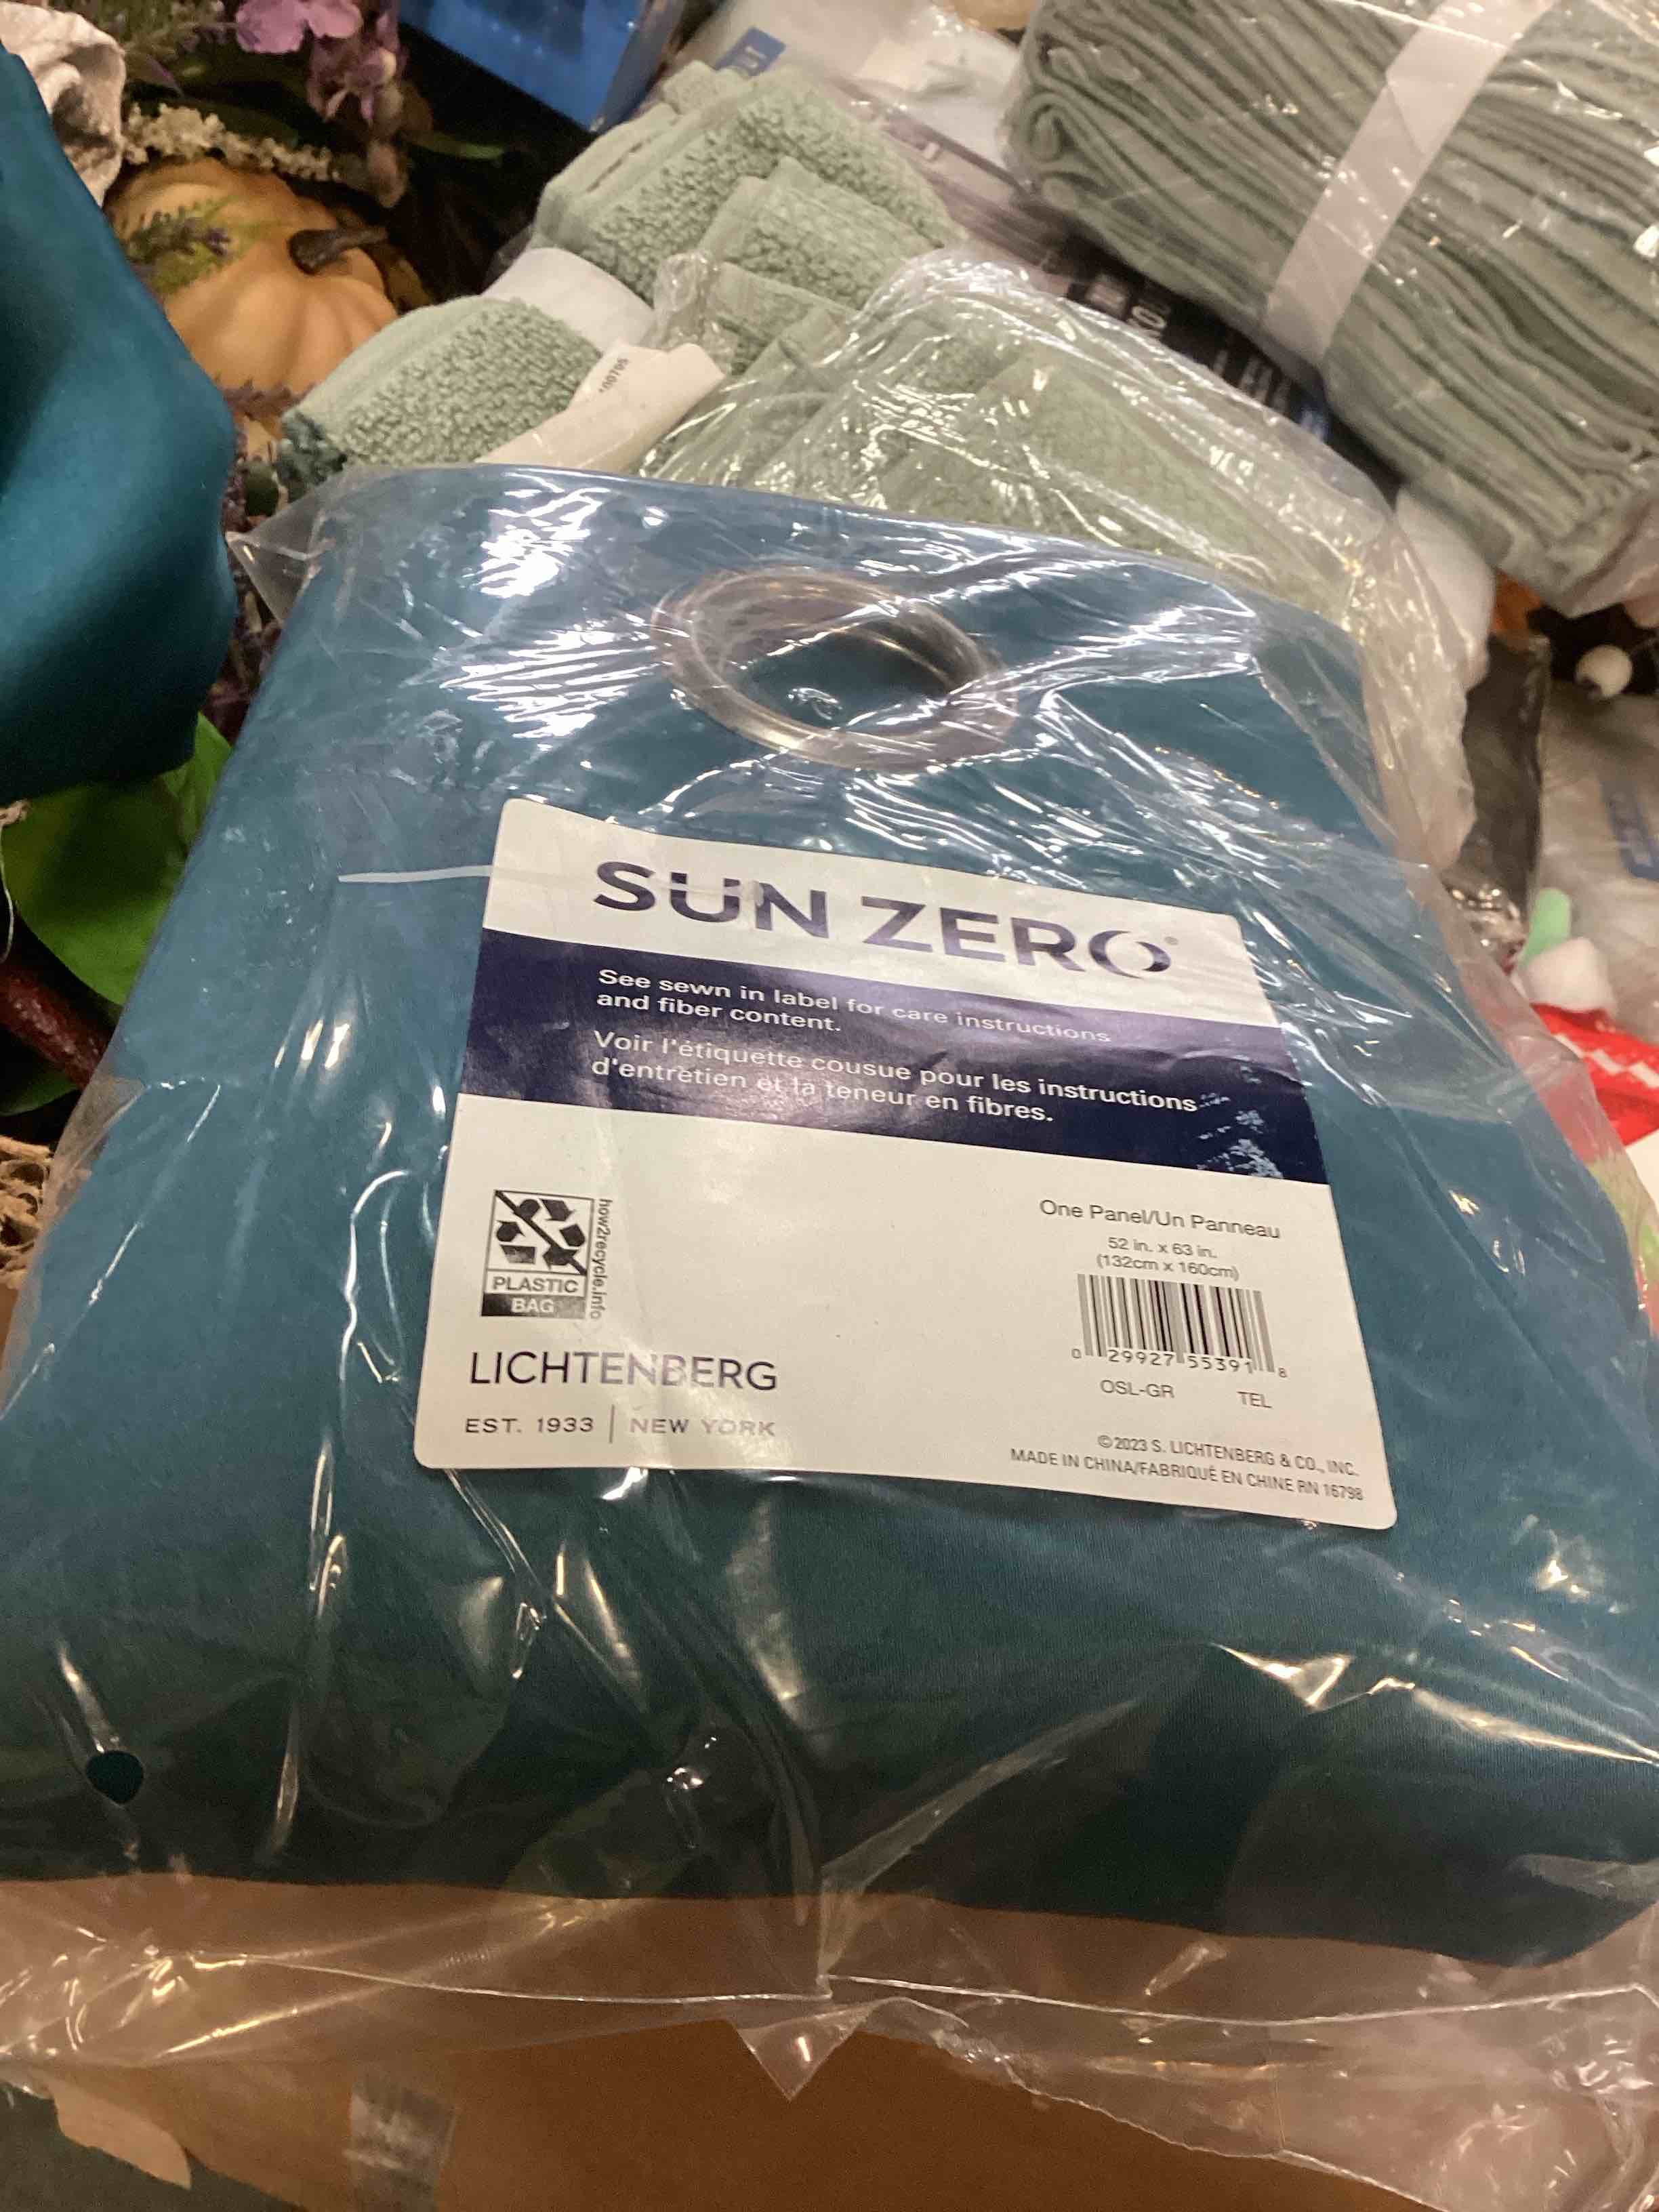 100705
SUN ZERO®
See sewn in label for care instructions
and fiber content.
Voir l'étiquette cousue pour les instructions
d'entretien et la teneur en fibres.
PLASTIC
BAG
how2recycle.info
One Panel/Un Panneau
52 in. x 63 in.
(132cm x 160cm)
0 29927 55391 8
OSL-GR TEL
LICHTENBERG
EST. 1933 | NEW YORK
©2023 S. LICHTENBERG & CO., INC.
MADE IN CHINA/FABRIQUÉ EN CHINE RN 16798